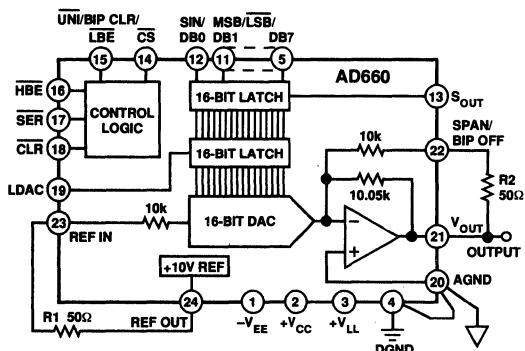 UNI/BIP CLR/
LBE
CS
SIN/
DB0
MSB/LSB/
DB1
DB7
15
14
12
11
5
AD660
HBE 16
SER 17
CLR 18
CONTROL
LOGIC
16-BIT LATCH
13 SOUT
SPAN/
BIP OFF
22
10k
LDAC 19
16-BIT LATCH
10.05k
R2
50Ω
23
REF IN
10k
16-BIT DAC
−
+
21
VOUT
OUTPUT
+10V REF
20
AGND
24
1
2
3
4
R1 50Ω
REF OUT
−VEE
+VCC
+VLL
DGND